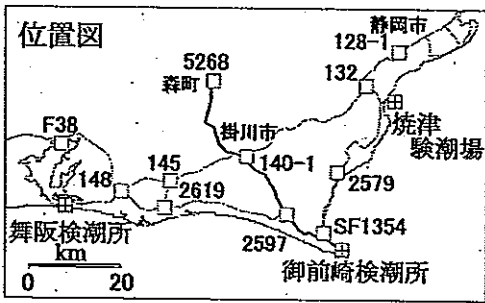 位置図
静岡市
128-1
5268
132
森町
焼津
験潮場
F38
掛川市
145
140-1
148
2619
2579
SF1354
2597
舞阪検潮所
御前崎検潮所
km
0 20